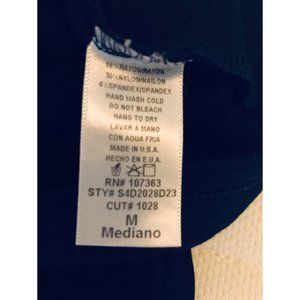 RAYON/RAYON
NYLON/NAILON
4% SPANDEX/SPANDEX
HAND WASH COLD
DO NOT BLEACH
HANG TO DRY
LAVAR A MANO
CON AGUA FRIA
MADE IN U.S.A.
HECHO EN E.U.A.
RN# 107363
STY# S4D2028D23
CUT# 1028
M
Mediano